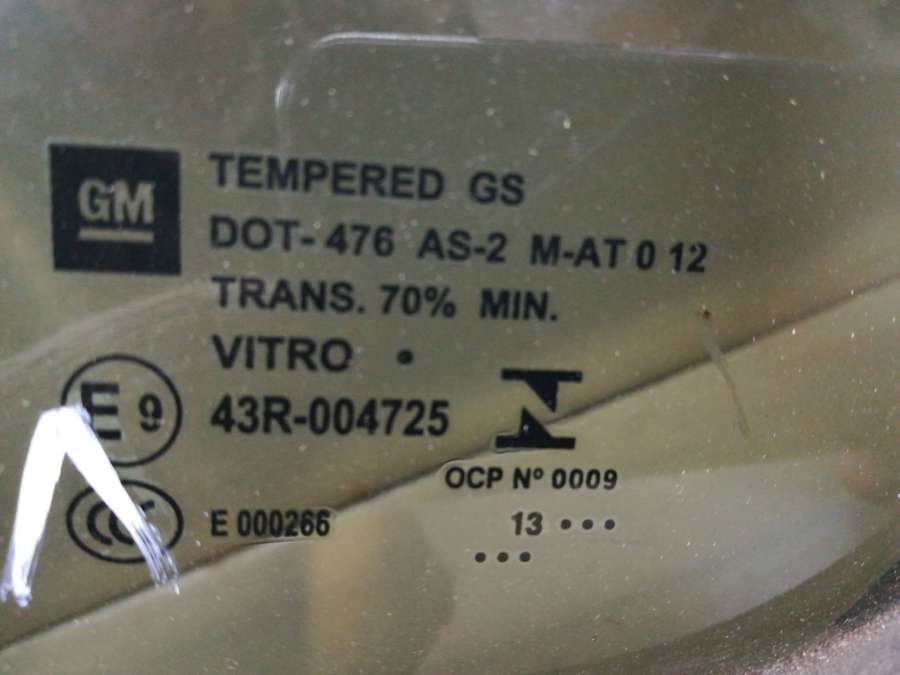 GM
TEMPERED GS
DOT-476 AS-2 M-AT 0 12
TRANS. 70% MIN.
VITRO •
E 9 43R-004725
OCP Nº 0009
CCC E 000266
13 •••
•••